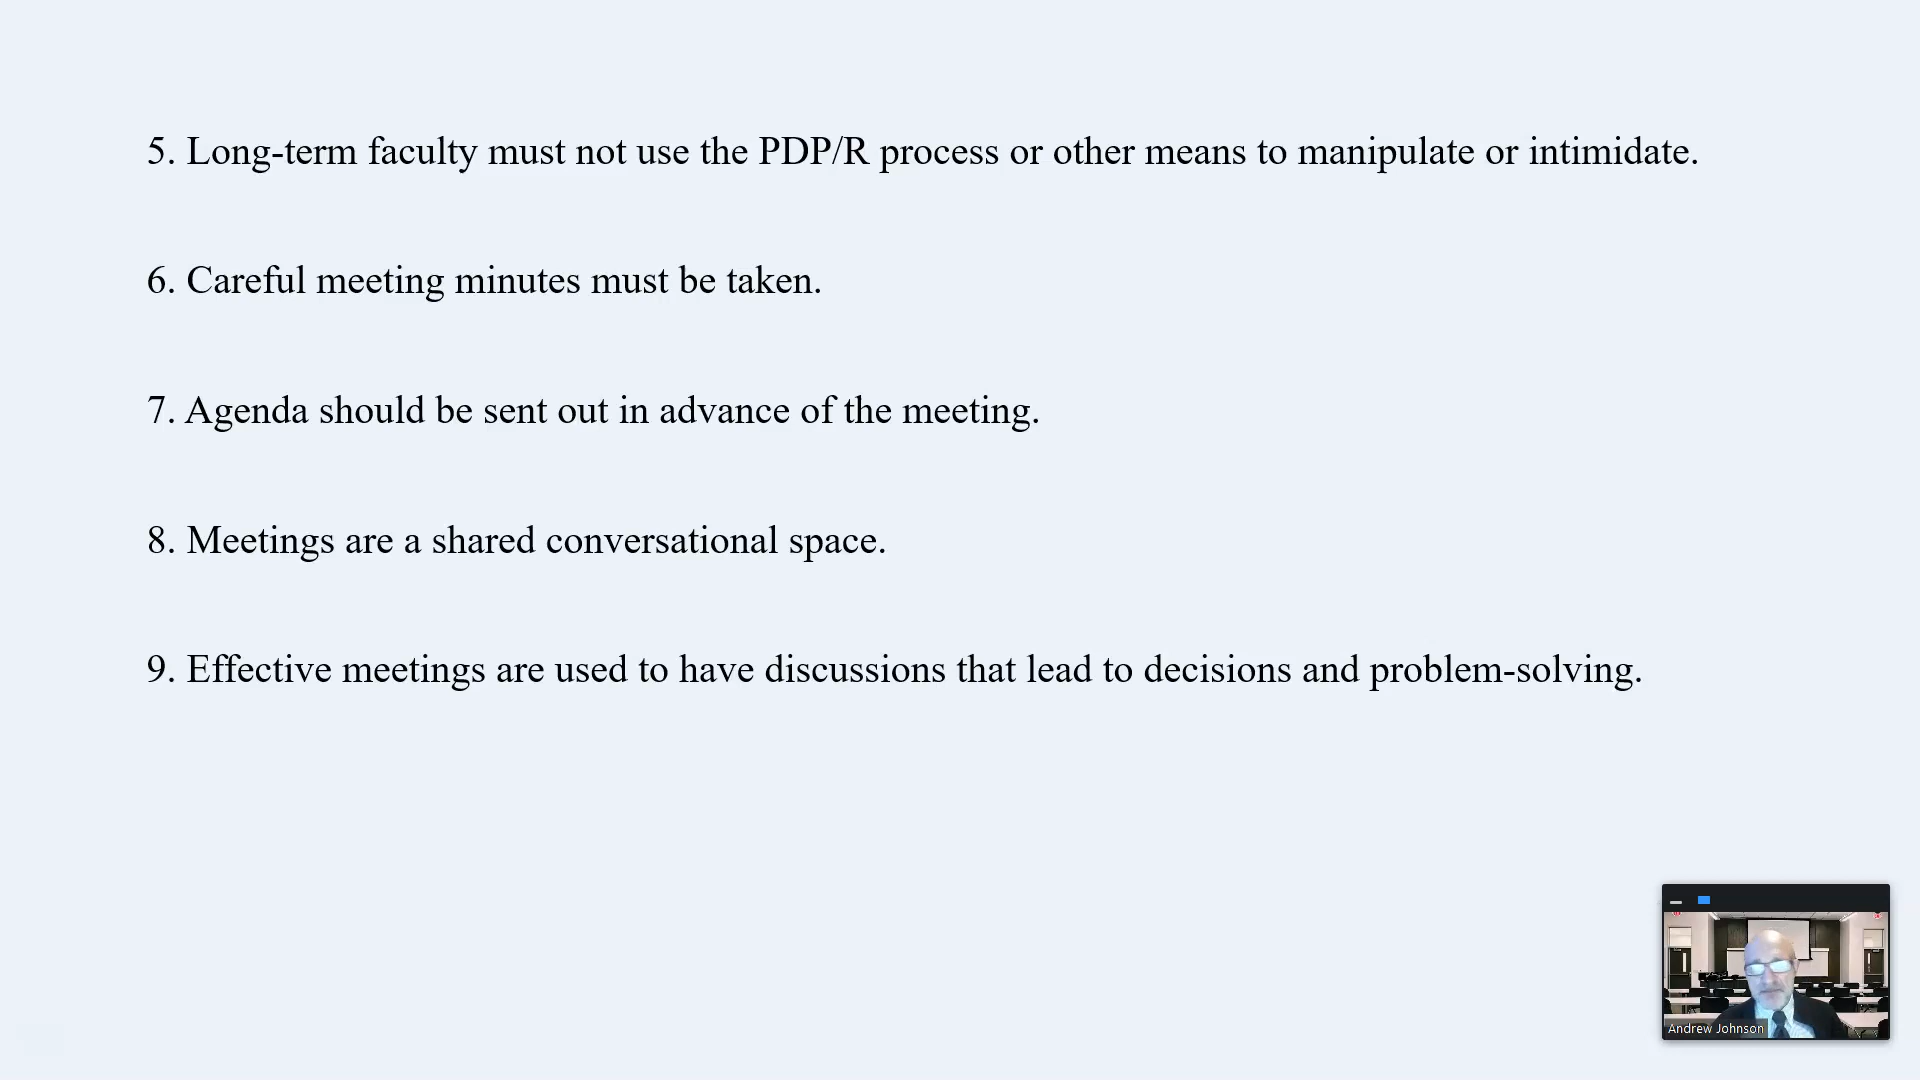 5. Long-term faculty must not use the PDP/R process or other means to manipulate or intimidate.
6. Careful meeting minutes must be taken.
7. Agenda should be sent out in advance of the meeting.
8. Meetings are a shared conversational space.
9. Effective meetings are used to have discussions that lead to decisions and problem-solving.
Andrew Johnson